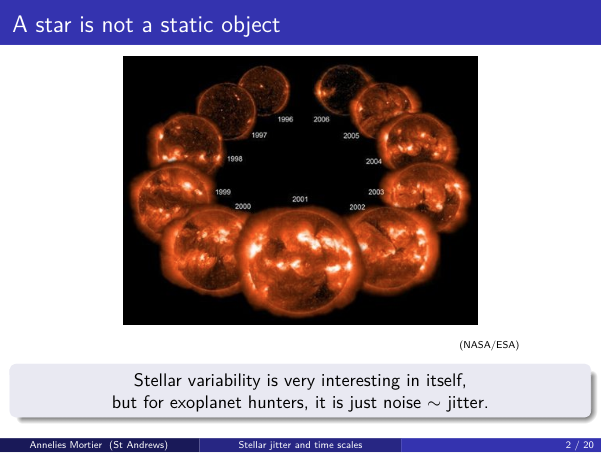 A star is not a static object
1996
2006
1997
2005
1998
2004
1999
2003
2000
2001
2002
(NASA/ESA)
Stellar variability is very interesting in itself,
but for exoplanet hunters, it is just noise ∼ jitter.
Annelies Mortier (St Andrews)
Stellar jitter and time scales
2 / 20